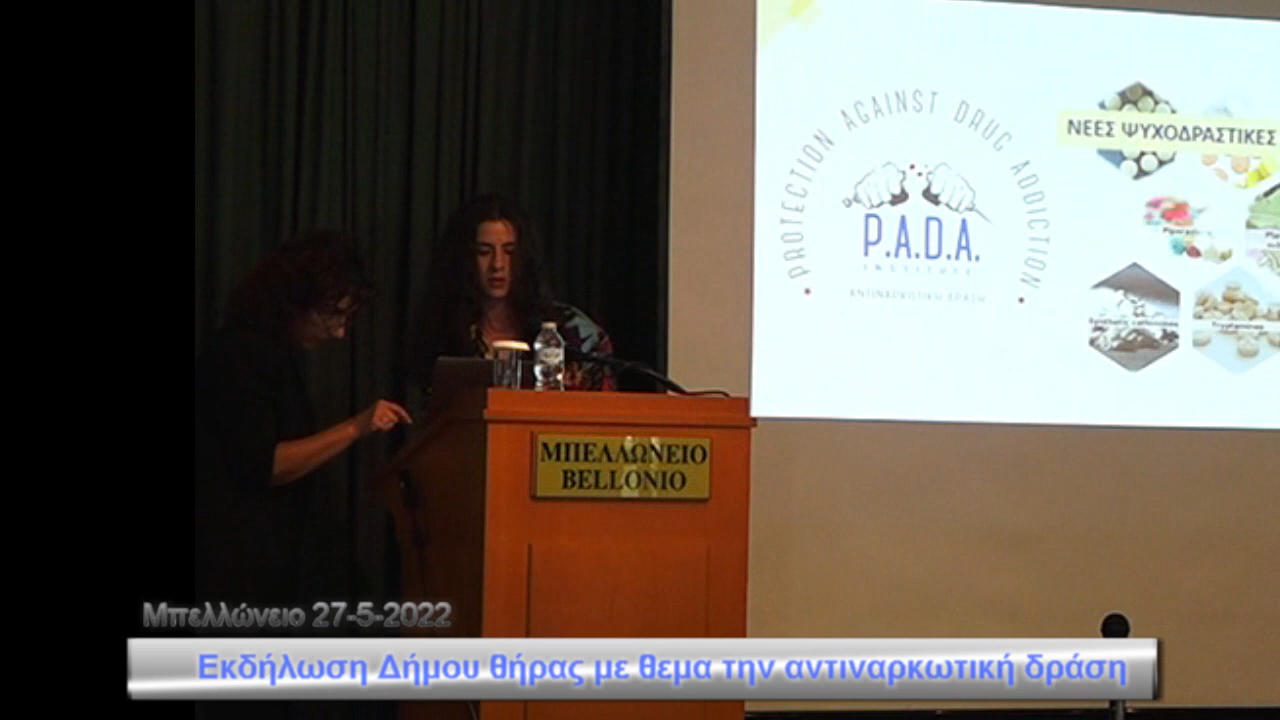 PROTECTION AGAINST DRUG ADDICTION
P.A.D.A.
INSTITUTE
ΑΝΤΙΝΑΡΚΩΤΙΚΗ ΔΡΑΣΗ
ΝΕΕΣ ΨΥΧΟΔΡΑΣΤΙΚΕΣ
ΜΠΕΛΛΩΝΕΙΟ
BELLONIO
Μπελλώνειο 27-5-2022
Εκδήλωση Δήμου θήρας με θεμα την αντιναρκωτική δράση